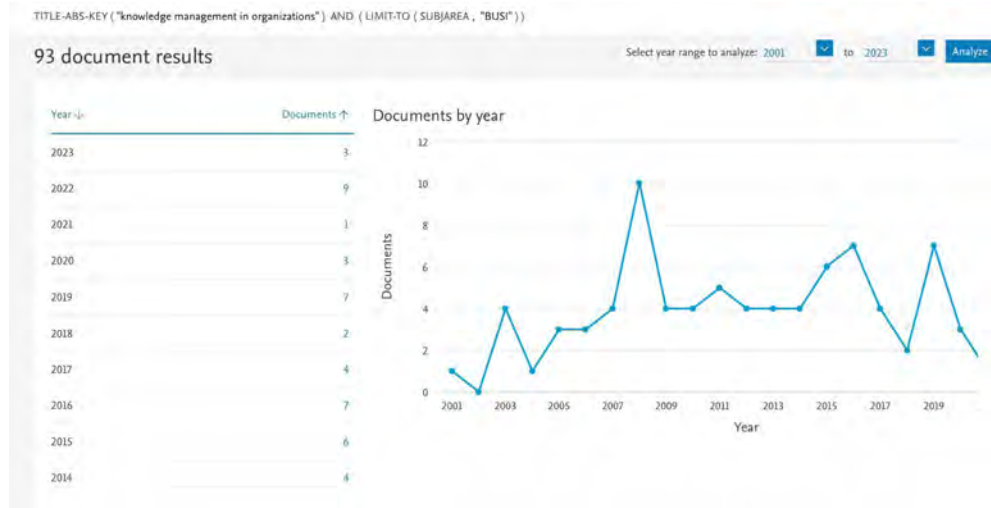 TITLE-ABS-KEY ( "knowledge management in organizations" ) AND ( LIMIT-TO ( SUBJAREA , "BUSI" ) )
93 document results
Select year range to analyze: 2001 to 2023 Analyze
Year Documents
2023 3
2022 9
2021 1
2020 3
2019 7
2018 2
2017 4
2016 7
2015 6
2014 4
Documents by year
12
10
8
6
4
2
0
Documents
2001 2003 2005 2007 2009 2011 2013 2015 2017 2019
Year